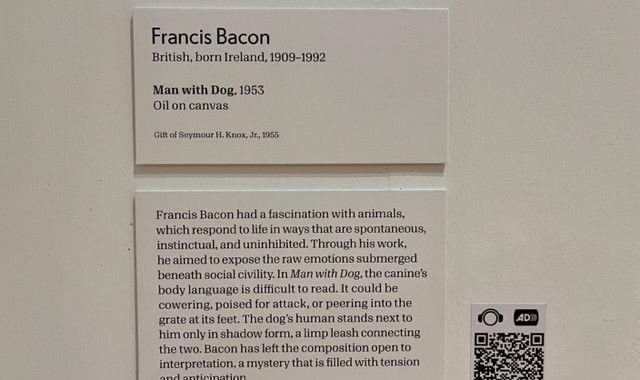 Francis Bacon
British, born Ireland, 1909–1992
Man with Dog, 1953
Oil on canvas
Gift of Seymour H. Knox, Jr., 1955
Francis Bacon had a fascination with animals,
which respond to life in ways that are spontaneous,
instinctual, and uninhibited. Through his work,
he aimed to expose the raw emotions submerged
beneath social civility. In Man with Dog, the canine's
body language is difficult to read. It could be
cowering, poised for attack, or peering into the
grate at its feet. The dog's human stands next to
him only in shadow form, a limp leash connecting
the two. Bacon has left the composition open to
interpretation, a mystery that is filled with tension
and anticipation.
AD